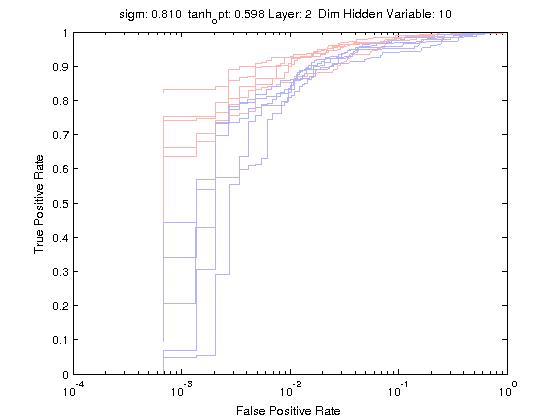 sigm: 0.810 tanh_opt: 0.598 Layer: 2 Dim Hidden Variable: 10
1
0.9
0.8
0.7
0.6
0.5
0.4
0.3
0.2
0.1
0
True Positive Rate
10^-4 10^-3 10^-2 10^-1 10^0
False Positive Rate